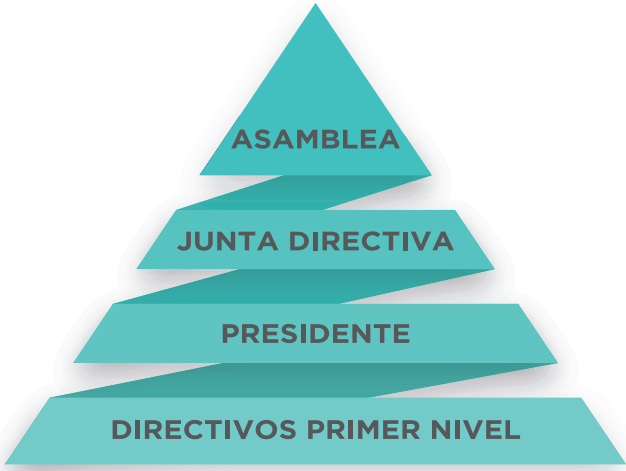 ASAMBLEA
JUNTA DIRECTIVA
PRESIDENTE
DIRECTIVOS PRIMER NIVEL